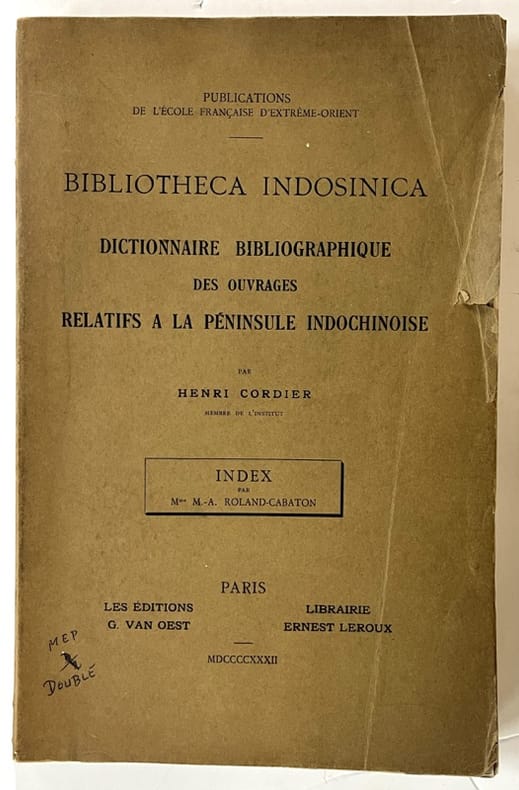 PUBLICATIONS
DE L'ÉCOLE FRANÇAISE D'EXTRÊME-ORIENT
BIBLIOTHECA INDOSINICA
DICTIONNAIRE BIBLIOGRAPHIQUE
DES OUVRAGES
RELATIFS A LA PÉNINSULE INDOCHINOISE
PAR
HENRI CORDIER
MEMBRE DE L'INSTITUT
INDEX
PAR
Mme M.-A. ROLAND-CABATON
PARIS
LES ÉDITIONS
G. VAN OEST
LIBRAIRIE
ERNEST LEROUX
MDCCCCXXXII
MEP
DOUBLÉ